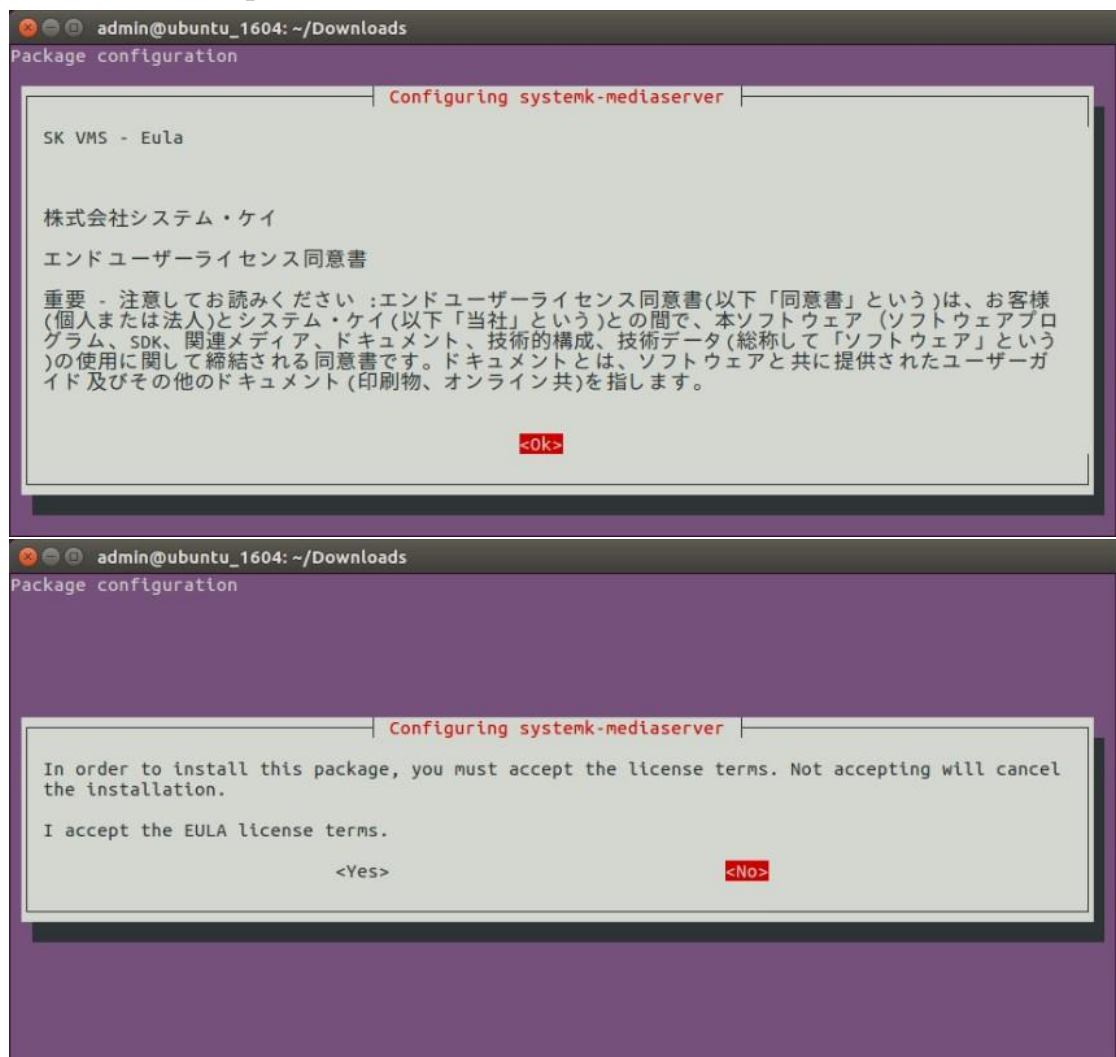 admin@ubuntu_1604: ~/Downloads
Package configuration
Configuring systemk-mediaserver
SK VMS - Eula
株式会社システム・ケイ
エンドユーザーライセンス同意書
重要 - 注意してお読みください :エンドユーザーライセンス同意書(以下「同意書」という)は、お客様
(個人または法人)とシステム・ケイ(以下「当社」という)との間で、本ソフトウェア (ソフトウェアプロ
グラム、SDK、関連メディア、ドキュメント、技術的構成、技術データ(総称して「ソフトウェア」という
)の使用に関して締結される同意書です。ドキュメントとは、ソフトウェアと共に提供されたユーザーガ
イド及びその他のドキュメント(印刷物、オンライン共)を指します。
<Ok>
admin@ubuntu_1604: ~/Downloads
Package configuration
Configuring systemk-mediaserver
In order to install this package, you must accept the license terms. Not accepting will cancel
the installation.
I accept the EULA license terms.
<Yes> <No>